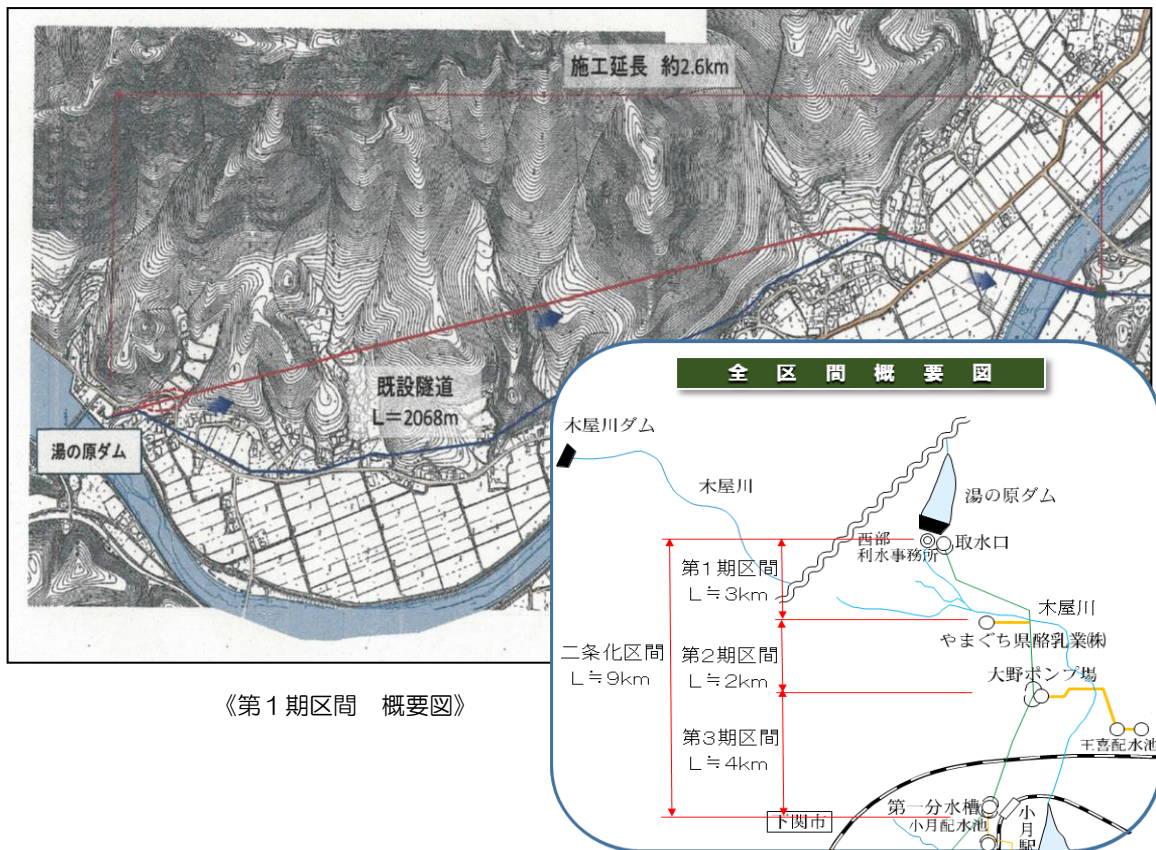 施工延長 約2.6km
既設隧道
L=2068m
湯の原ダム
《第1期区間 概要図》
全区間概要図
木屋川ダム
木屋川
湯の原ダム
西部
利水事務所
取水口
第1期区間
L≒3km
木屋川
やまぐち県酪乳業㈱
二条化区間
L≒9km
第2期区間
L≒2km
大野ポンプ場
王喜配水池
第3期区間
L≒4km
第一分水槽
小月配水池
下関市
小月駅